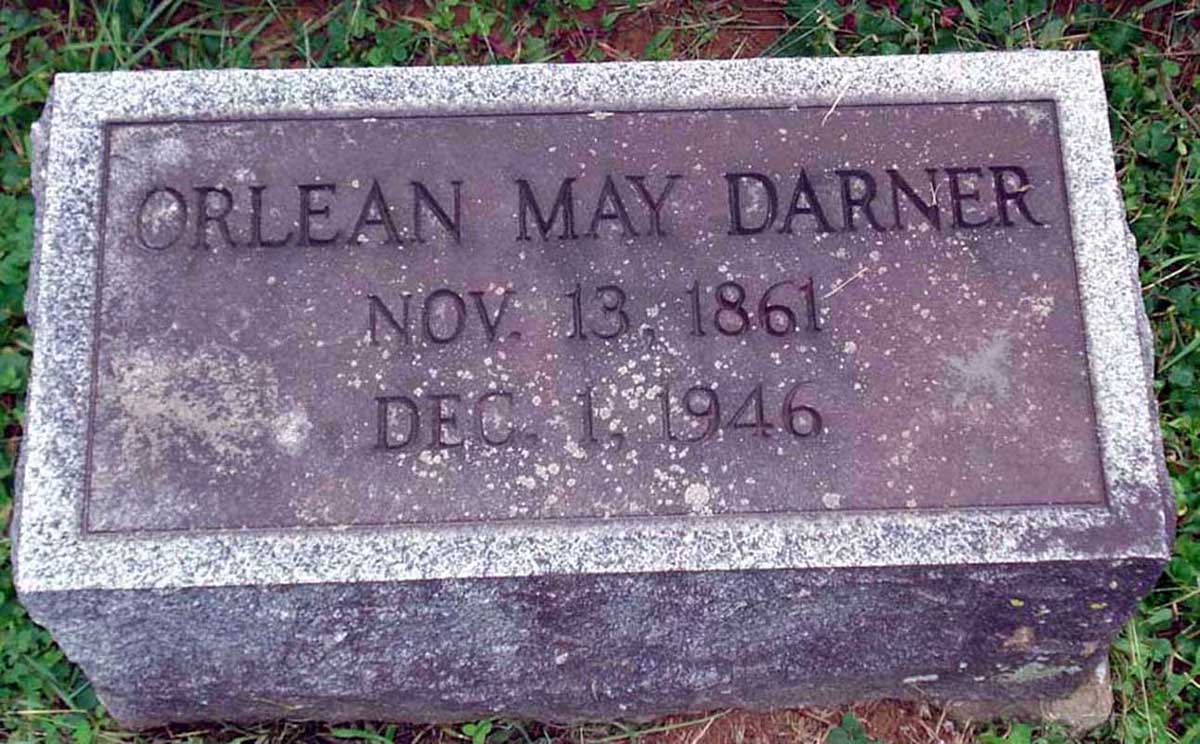 ORLEAN MAY DARNER
NOV. 13, 1861
DEC. 1, 1946